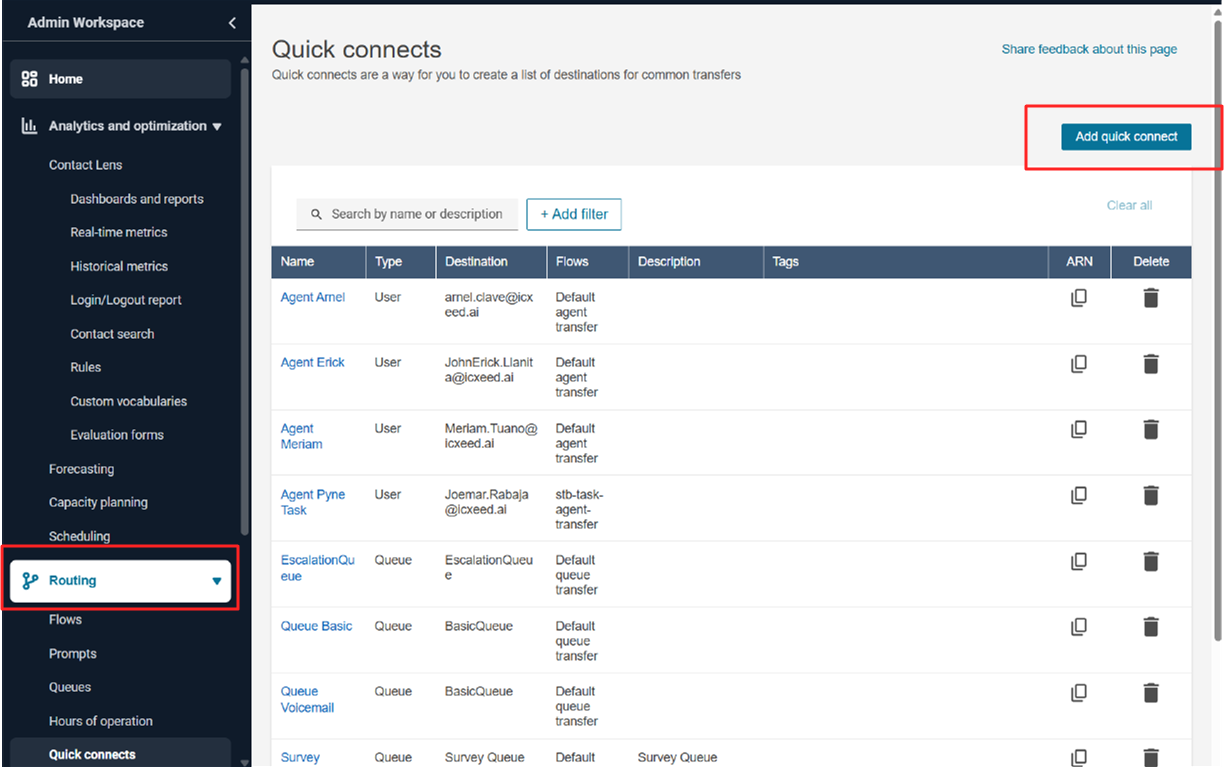 Admin Workspace
Home
Analytics and optimization
Contact Lens
Dashboards and reports
Real-time metrics
Historical metrics
Login/Logout report
Contact search
Rules
Custom vocabularies
Evaluation forms
Forecasting
Capacity planning
Scheduling
Routing
Flows
Prompts
Queues
Hours of operation
Quick connects
Quick connects
Share feedback about this page
Quick connects are a way for you to create a list of destinations for common transfers
Add quick connect
Search by name or description
+ Add filter
Clear all
Name Type Destination Flows Description Tags ARN Delete
Agent Arnel User arnel.clave@icx Default
eed.ai agent
transfer
Agent Erick User JohnErick.Llanit Default
a@icxeed.ai agent
transfer
Agent User Meriam.Tuano@ Default
Meriam icxeed.ai agent
transfer
Agent Pyne User Joemar.Rabaja stb-task-
Task @icxeed.ai agent-
transfer
EscalationQu Queue EscalationQueu Default
eue e queue
transfer
Queue Basic Queue BasicQueue Default
queue
transfer
Queue Queue BasicQueue Default
Voicemail queue
transfer
Survey Queue Survey Queue Default Survey Queue